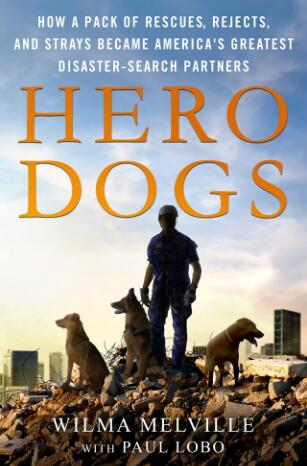 HOW A PACK OF RESCUES, REJECTS,
AND STRAYS BECAME AMERICA'S GREATEST
DISASTER-SEARCH PARTNERS
HERO
DOGS
WILMA MELVILLE
WITH PAUL LOBO